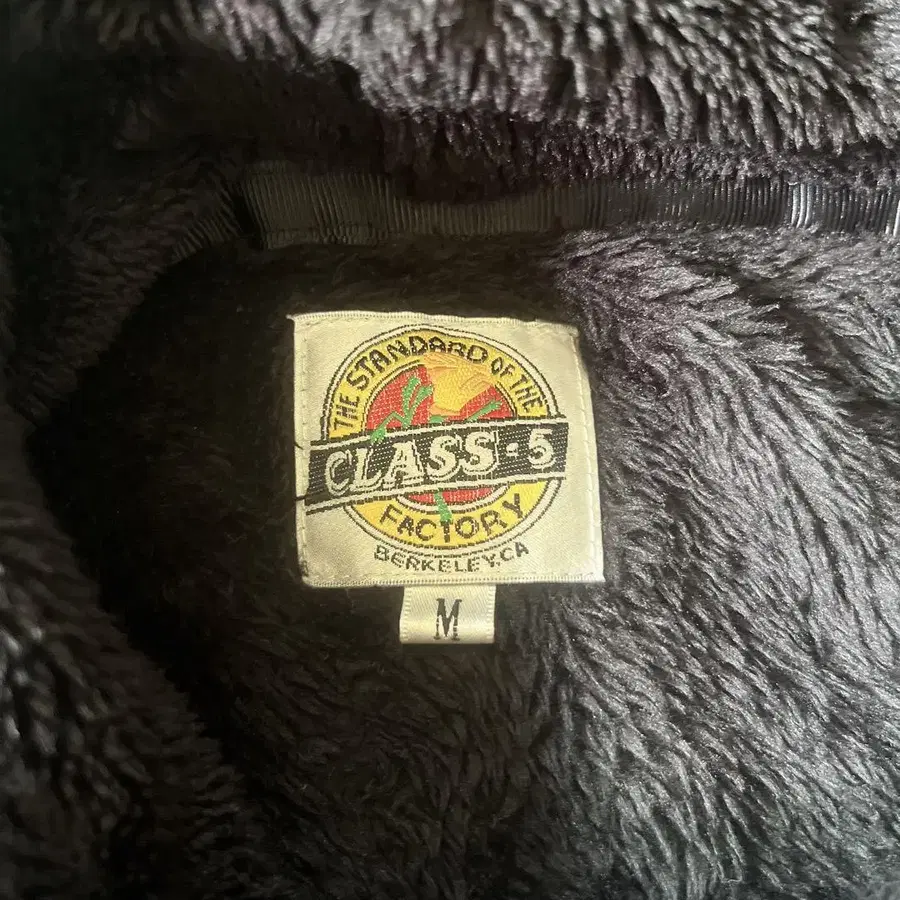 THE STANDARD OF THE
CLASS-5
FACTORY
BERKELEY, CA
M